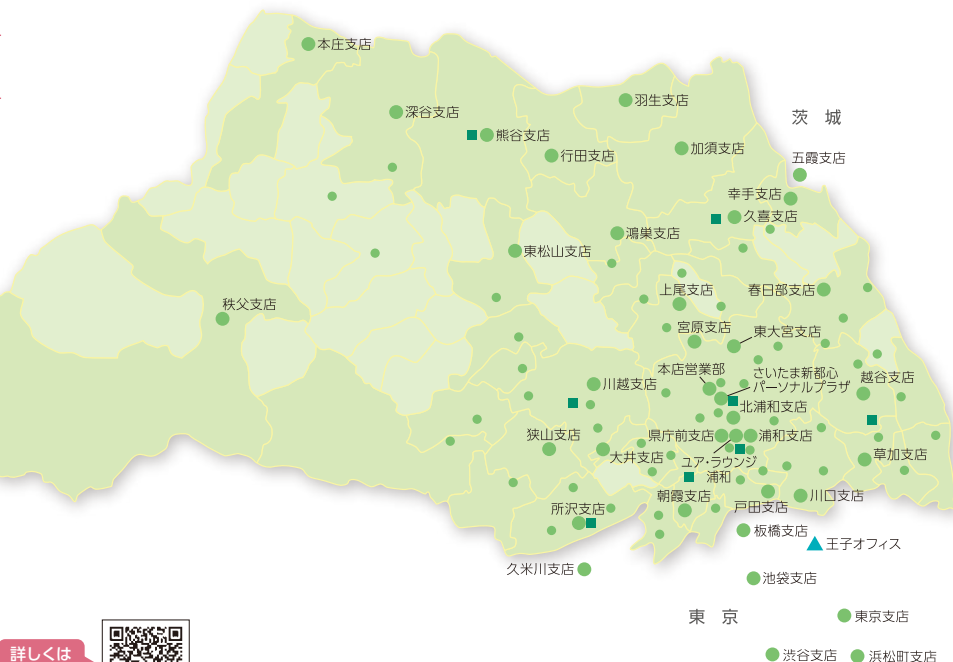 本庄支店
深谷支店
羽生支店
茨 城
熊谷支店
行田支店
加須支店
五霞支店
幸手支店
久喜支店
鴻巣支店
東松山支店
上尾支店
春日部支店
秩父支店
宮原支店
東大宮支店
本店営業部
さいたま新都心
パーソナルプラザ
越谷支店
川越支店
北浦和支店
狭山支店
県庁前支店
浦和支店
大井支店
ユア・ラウンジ
浦和
草加支店
朝霞支店
戸田支店
川口支店
所沢支店
板橋支店
王子オフィス
久米川支店
池袋支店
東 京
東京支店
渋谷支店
浜松町支店
詳しくは